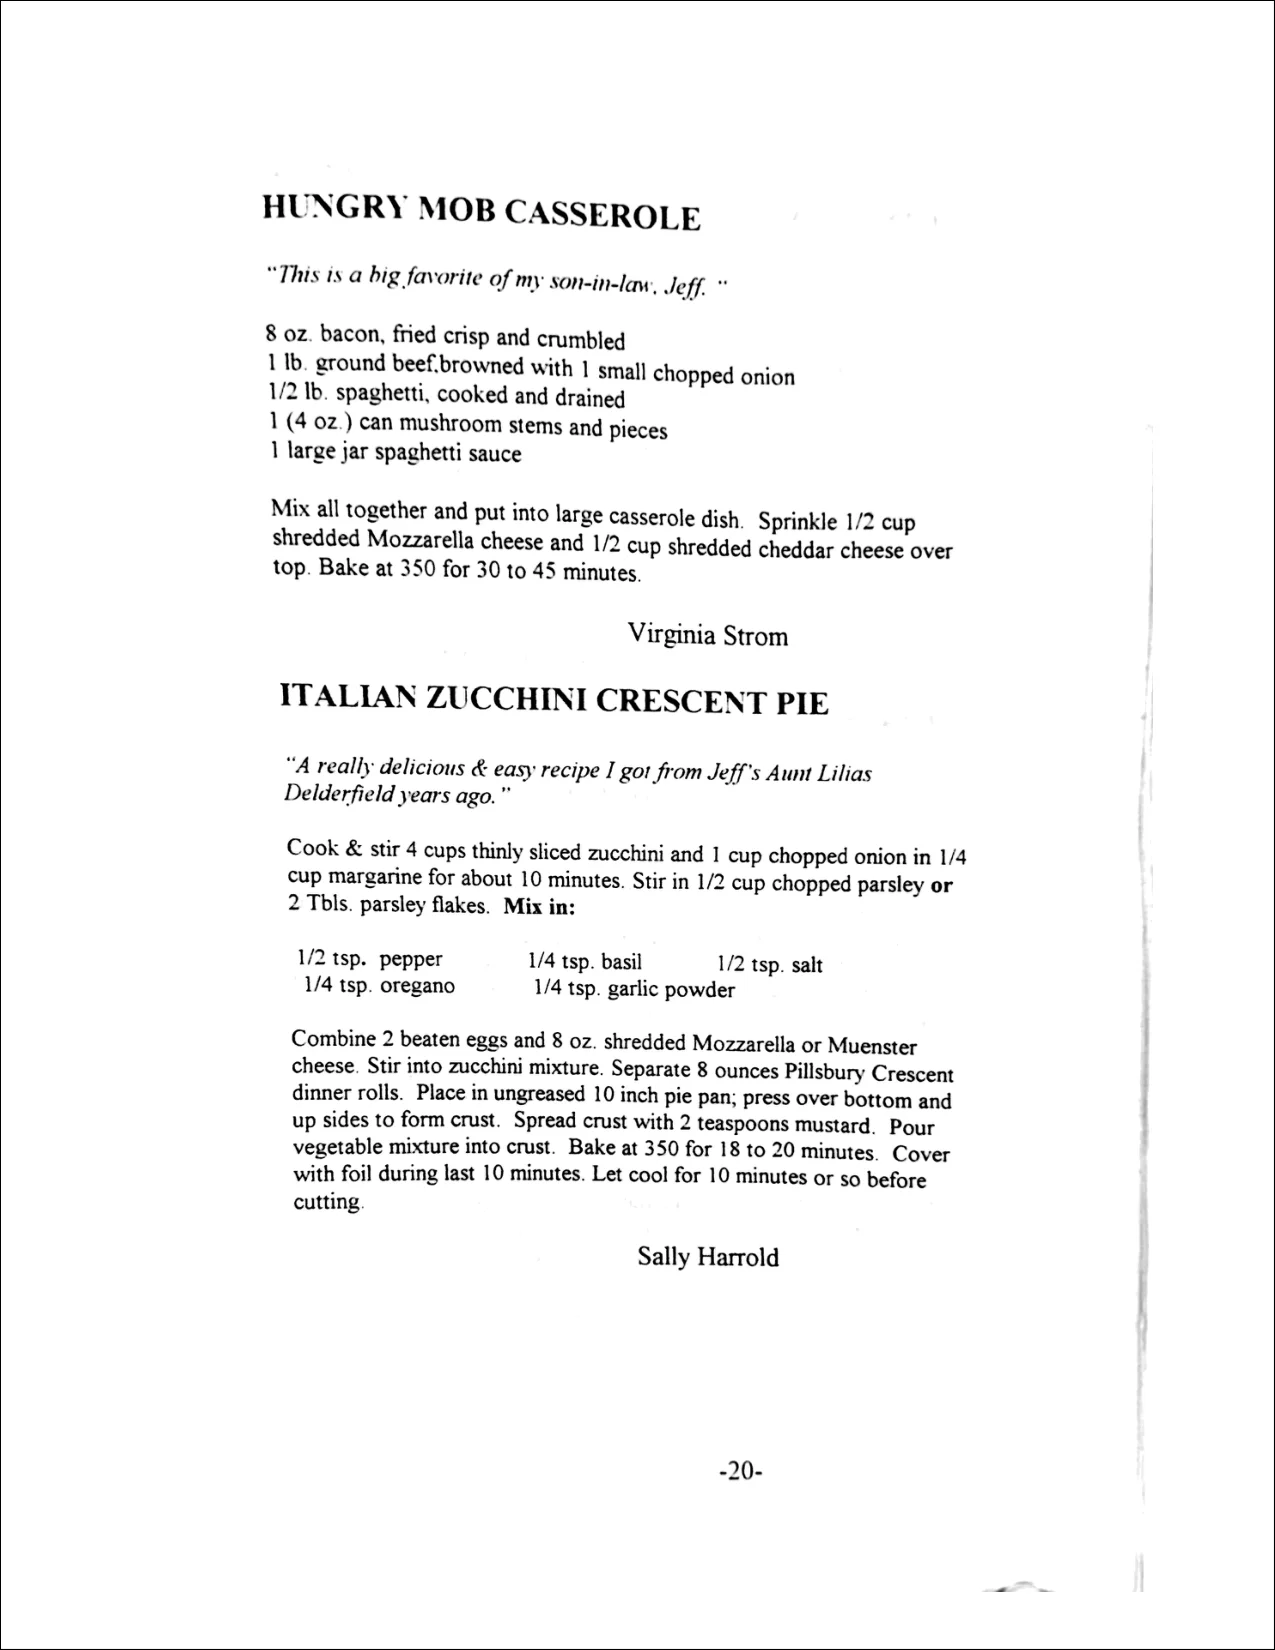 HUNGRY MOB CASSEROLE
"This is a big favorite of my son-in-law, Jeff. "
8 oz. bacon, fried crisp and crumbled
1 lb. ground beef,browned with 1 small chopped onion
1/2 lb. spaghetti, cooked and drained
1 (4 oz.) can mushroom stems and pieces
1 large jar spaghetti sauce
Mix all together and put into large casserole dish. Sprinkle 1/2 cup
shredded Mozzarella cheese and 1/2 cup shredded cheddar cheese over
top. Bake at 350 for 30 to 45 minutes.
Virginia Strom
ITALIAN ZUCCHINI CRESCENT PIE
"A really delicious & easy recipe I got from Jeff's Aunt Lilias
Delderfield years ago. "
Cook & stir 4 cups thinly sliced zucchini and 1 cup chopped onion in 1/4
cup margarine for about 10 minutes. Stir in 1/2 cup chopped parsley or
2 Tbls. parsley flakes. Mix in:
1/2 tsp. pepper 1/4 tsp. basil 1/2 tsp. salt
1/4 tsp. oregano 1/4 tsp. garlic powder
Combine 2 beaten eggs and 8 oz. shredded Mozzarella or Muenster
cheese. Stir into zucchini mixture. Separate 8 ounces Pillsbury Crescent
dinner rolls. Place in ungreased 10 inch pie pan; press over bottom and
up sides to form crust. Spread crust with 2 teaspoons mustard. Pour
vegetable mixture into crust. Bake at 350 for 18 to 20 minutes. Cover
with foil during last 10 minutes. Let cool for 10 minutes or so before
cutting.
Sally Harrold
-20-